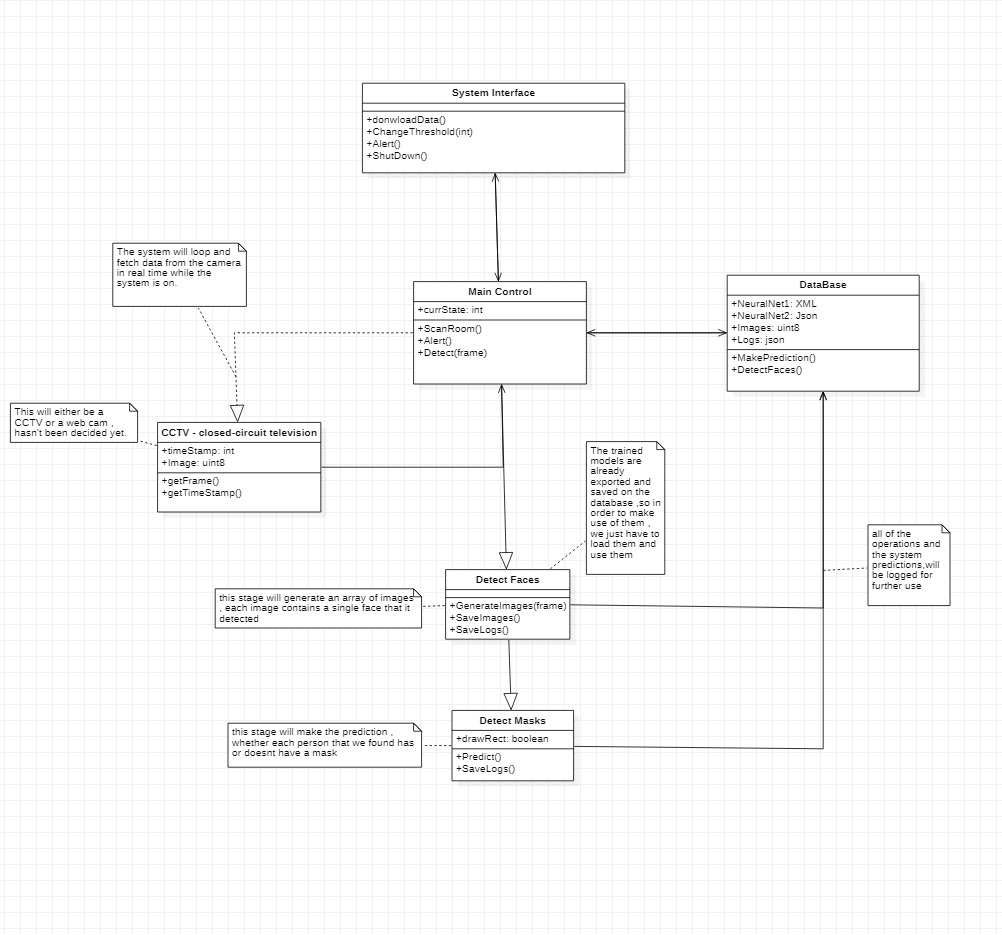 System Interface
+donwloadData()
+ChangeThreshold(int)
+Alert()
+ShutDown()
The system will loop and
fetch data from the camera
in real time while the
system is on.
Main Control
+currState: int
+ScanRoom()
+Alert()
+Detect(frame)
DataBase
+NeuralNet1: XML
+NeuralNet2: Json
+Images: uint8
+Logs: json
+MakePrediction()
+DetectFaces()
This will either be a
CCTV or a web cam ,
hasn't been decided yet.
CCTV - closed-circuit television
+timeStamp: int
+Image: uint8
+getFrame()
+getTimeStamp()
The trained
models are
already
exported and
saved on the
database ,so in
order to make
use of them ,
we just have to
load them and
use them
all of the
operations and
the system
predictions,will
be logged for
further use
this stage will generate an array of images
, each image contains a single face that it
detected
Detect Faces
+GenerateImages(frame)
+SaveImages()
+SaveLogs()
this stage will make the prediction ,
whether each person that we found has
or doesnt have a mask
Detect Masks
+drawRect: boolean
+Predict()
+SaveLogs()